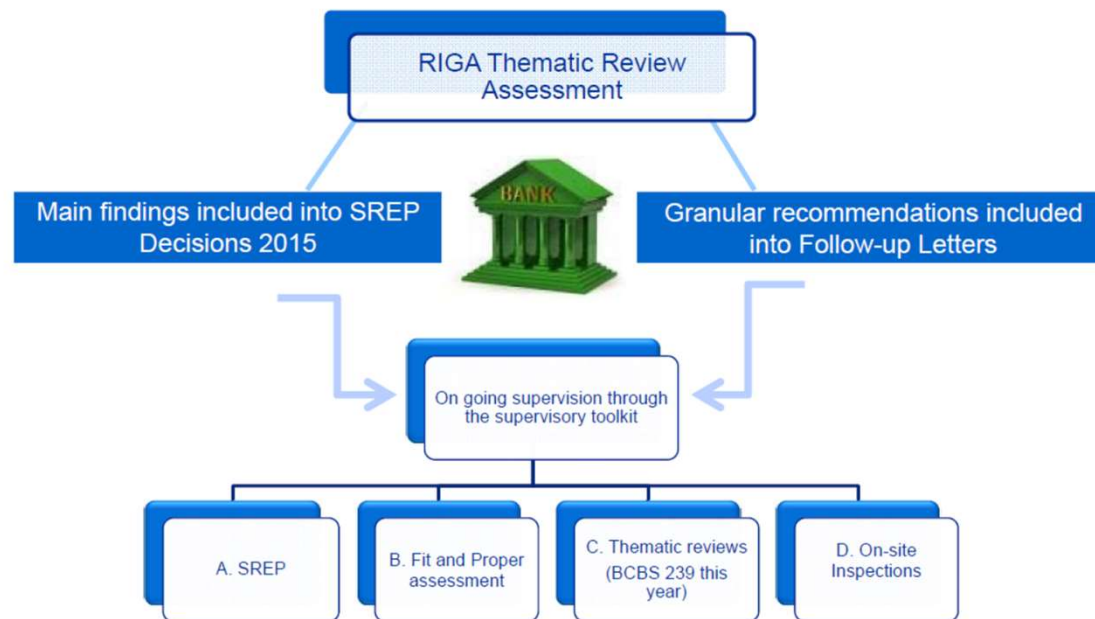 RIGA Thematic Review
Assessment
BANK
Main findings included into SREP
Decisions 2015
Granular recommendations included
into Follow-up Letters
On going supervision through
the supervisory toolkit
A. SREP
B. Fit and Proper
assessment
C. Thematic reviews
(BCBS 239 this
year)
D. On-site
Inspections